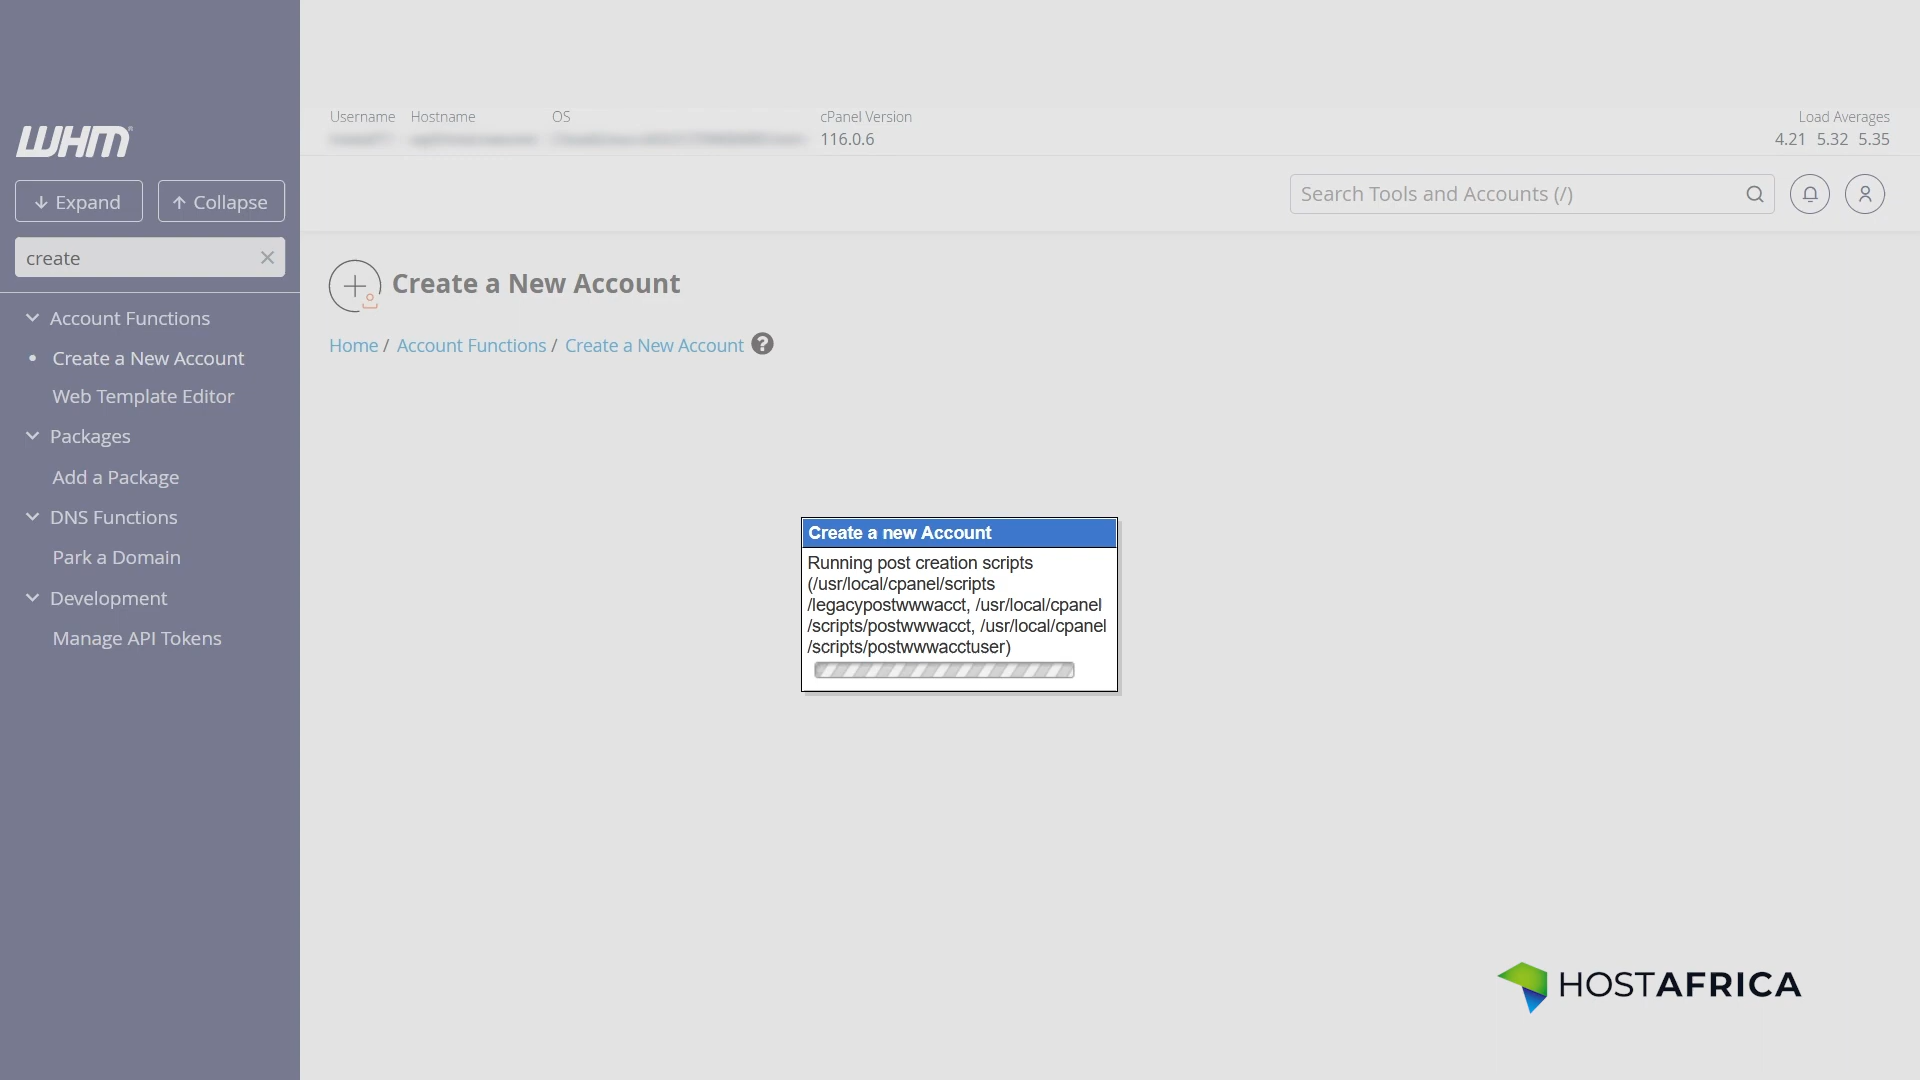 WHM
Expand
Collapse
create
Account Functions
Create a New Account
Web Template Editor
Packages
Add a Package
DNS Functions
Park a Domain
Development
Manage API Tokens
Username Hostname OS cPanel Version Load Averages
116.0.6 4.21 5.32 5.35
Search Tools and Accounts (/)
Create a New Account
Home / Account Functions / Create a New Account ?
Create a new Account
Running post creation scripts
(/usr/local/cpanel/scripts
/legacypostwwwacct, /usr/local/cpanel
/scripts/postwwwacct, /usr/local/cpanel
/scripts/postwwwacctuser)
HOSTAFRICA